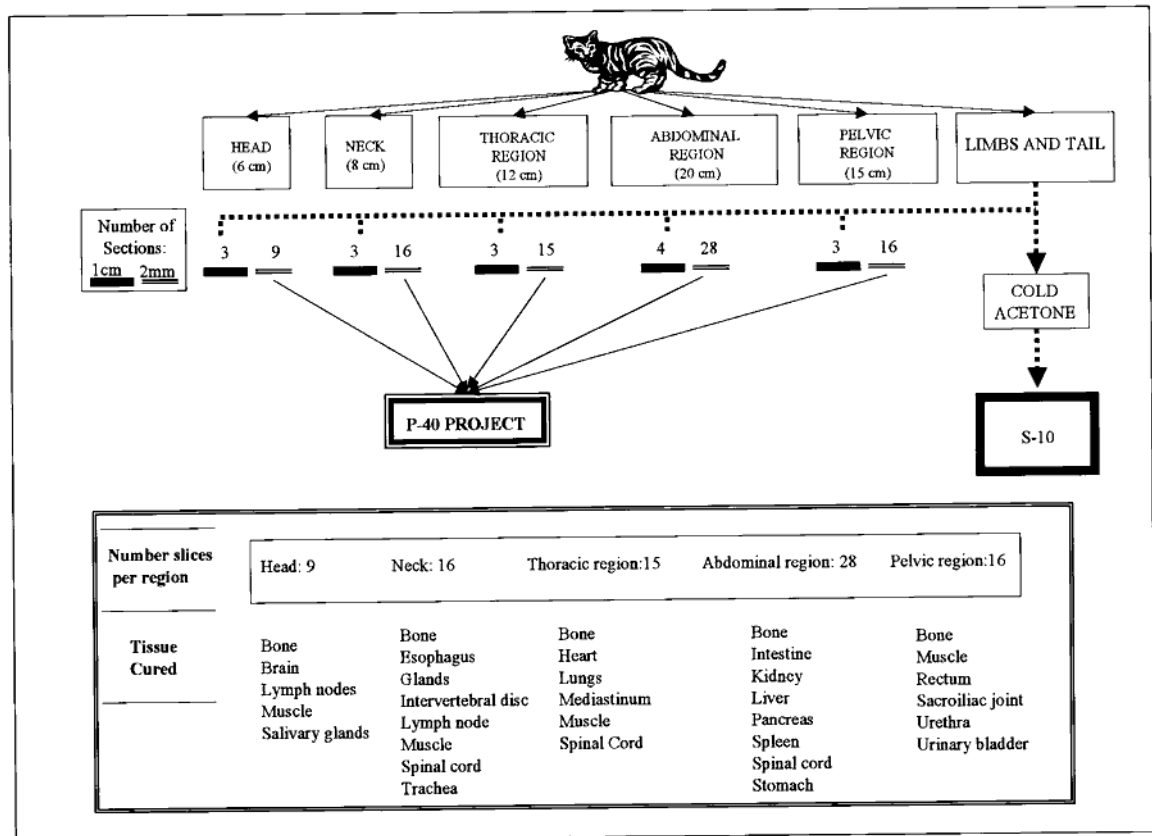 HEAD
(6 cm)
NECK
(8 cm)
THORACIC
REGION
(12 cm)
ABDOMINAL
REGION
(20 cm)
PELVIC
REGION
(15 cm)
LIMBS AND TAIL
Number of
Sections:
1cm 2mm
3 9 3 16 3 15 4 28 3 16
COLD
ACETONE
P-40 PROJECT
S-10
Number slices
per region
Head: 9 Neck: 16 Thoracic region:15 Abdominal region: 28 Pelvic region:16
Tissue
Cured
Bone
Brain
Lymph nodes
Muscle
Salivary glands
Bone
Esophagus
Glands
Intervertebral disc
Lymph node
Muscle
Spinal cord
Trachea
Bone
Heart
Lungs
Mediastinum
Muscle
Spinal Cord
Bone
Intestine
Kidney
Liver
Pancreas
Spleen
Spinal cord
Stomach
Bone
Muscle
Rectum
Sacroiliac joint
Urethra
Urinary bladder